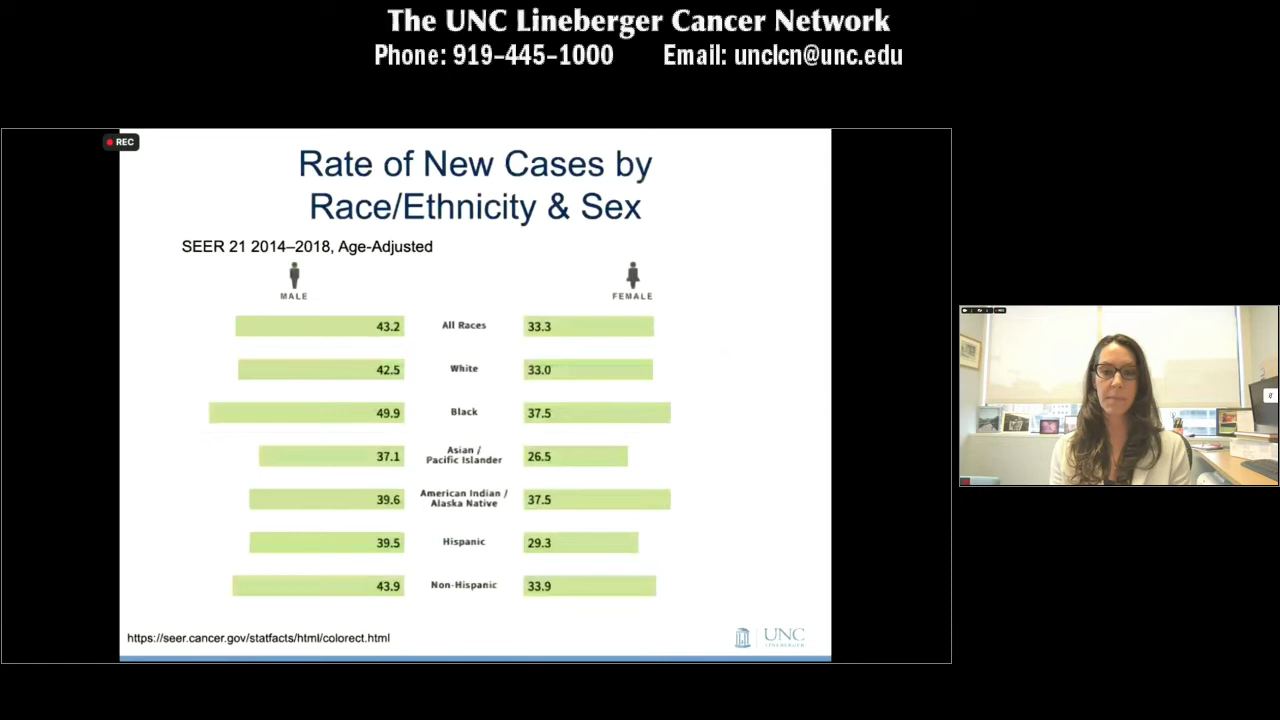 The UNC Lineberger Cancer Network
Phone: 919-445-1000 Email: unclcn@unc.edu
REC
Rate of New Cases by
Race/Ethnicity & Sex
SEER 21 2014–2018, Age-Adjusted
MALE FEMALE
43.2 All Races 33.3
42.5 White 33.0
49.9 Black 37.5
37.1 Asian / Pacific Islander 26.5
39.6 American Indian / Alaska Native 37.5
39.5 Hispanic 29.3
43.9 Non-Hispanic 33.9
https://seer.cancer.gov/statfacts/html/colorect.html
UNC
LINEBERGER